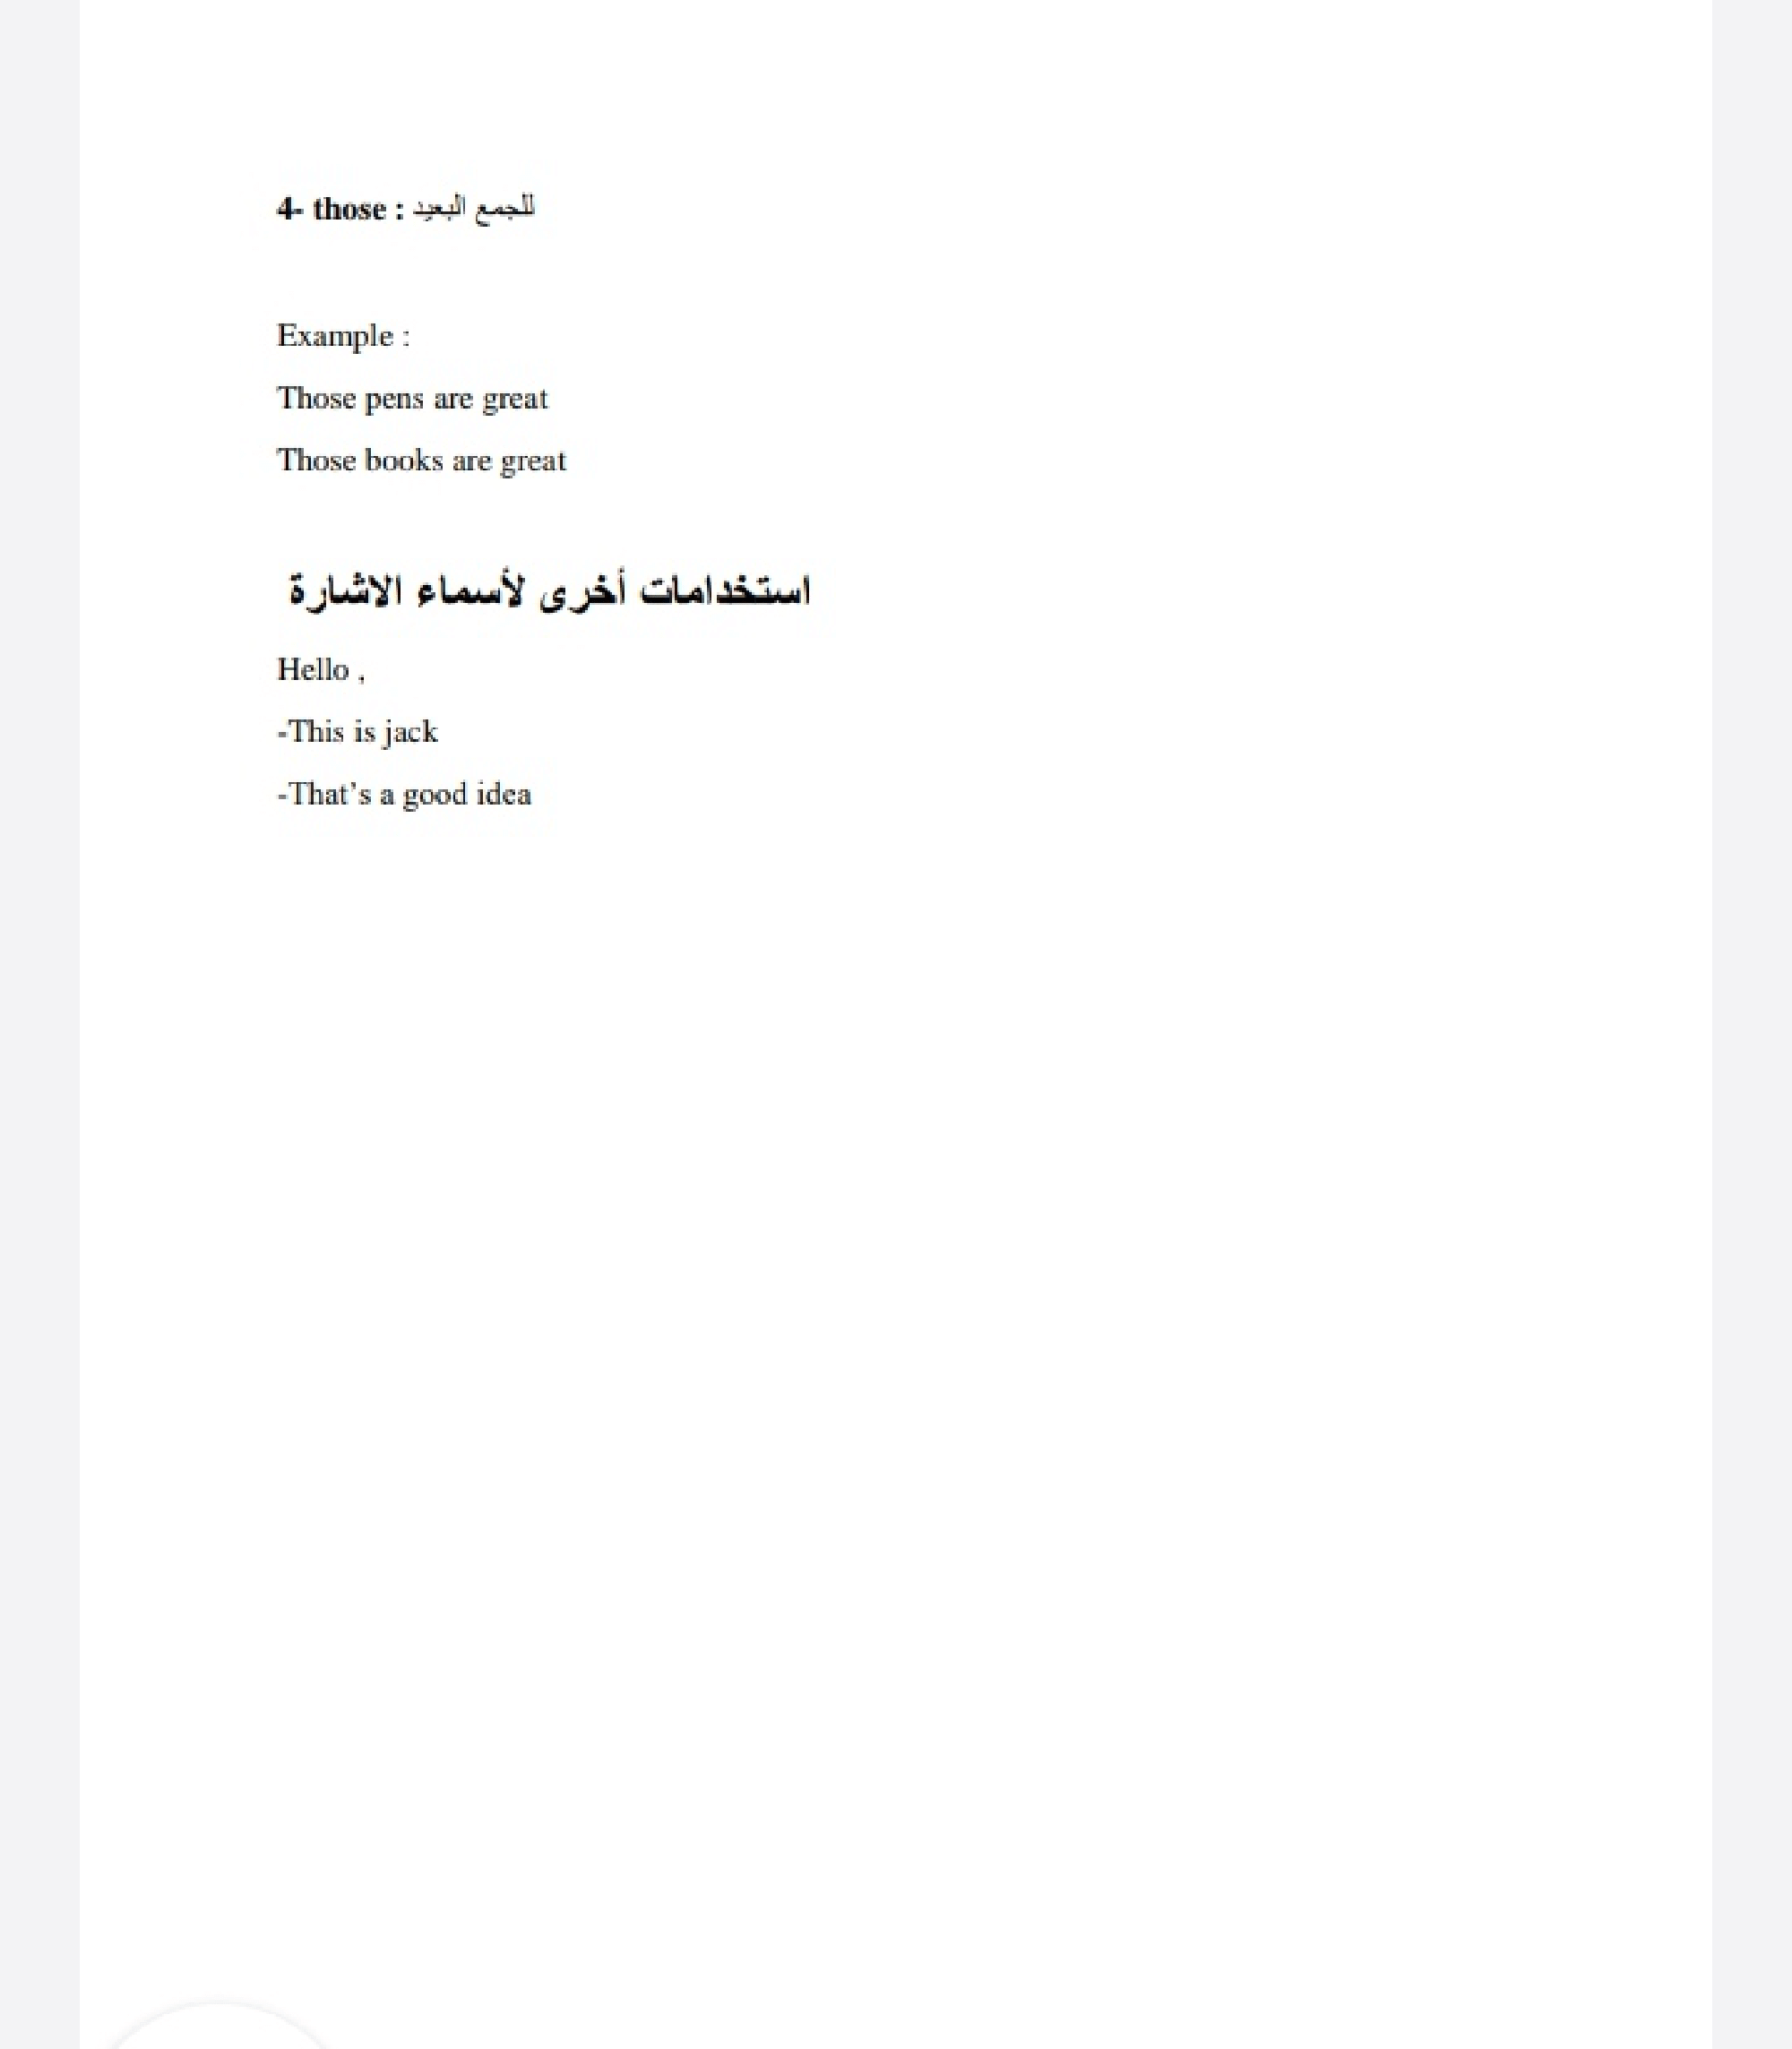 4- those : للجمع البعيد
Example :
Those pens are great
Those books are great
استخدامات أخرى لأسماء الاشارة
Hello ,
-This is jack
-That’s a good idea